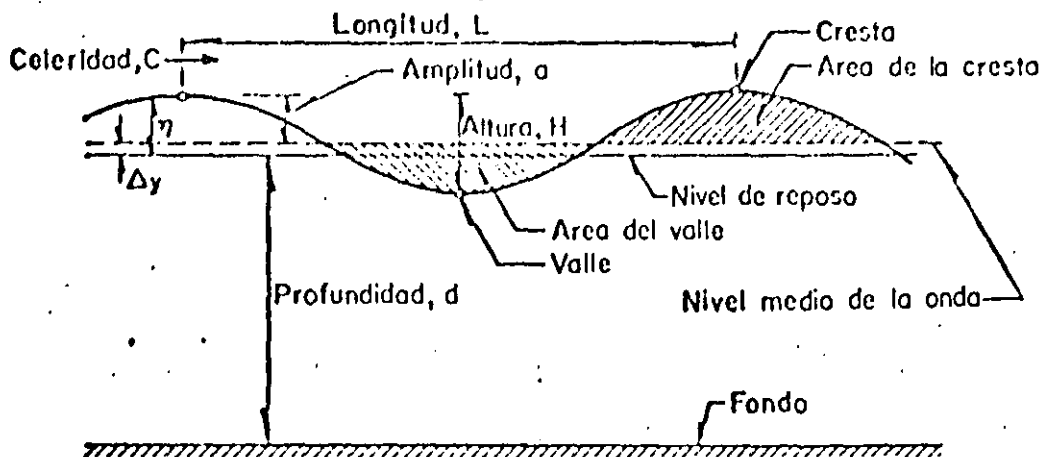 Longitud, L
Cresta
Celeridad, C
Amplitud, a
Area de la cresta
η
Altura, H
Δy
Nivel de reposo
Area del valle
Valle
Profundidad, d
Nivel medio de la onda
Fondo